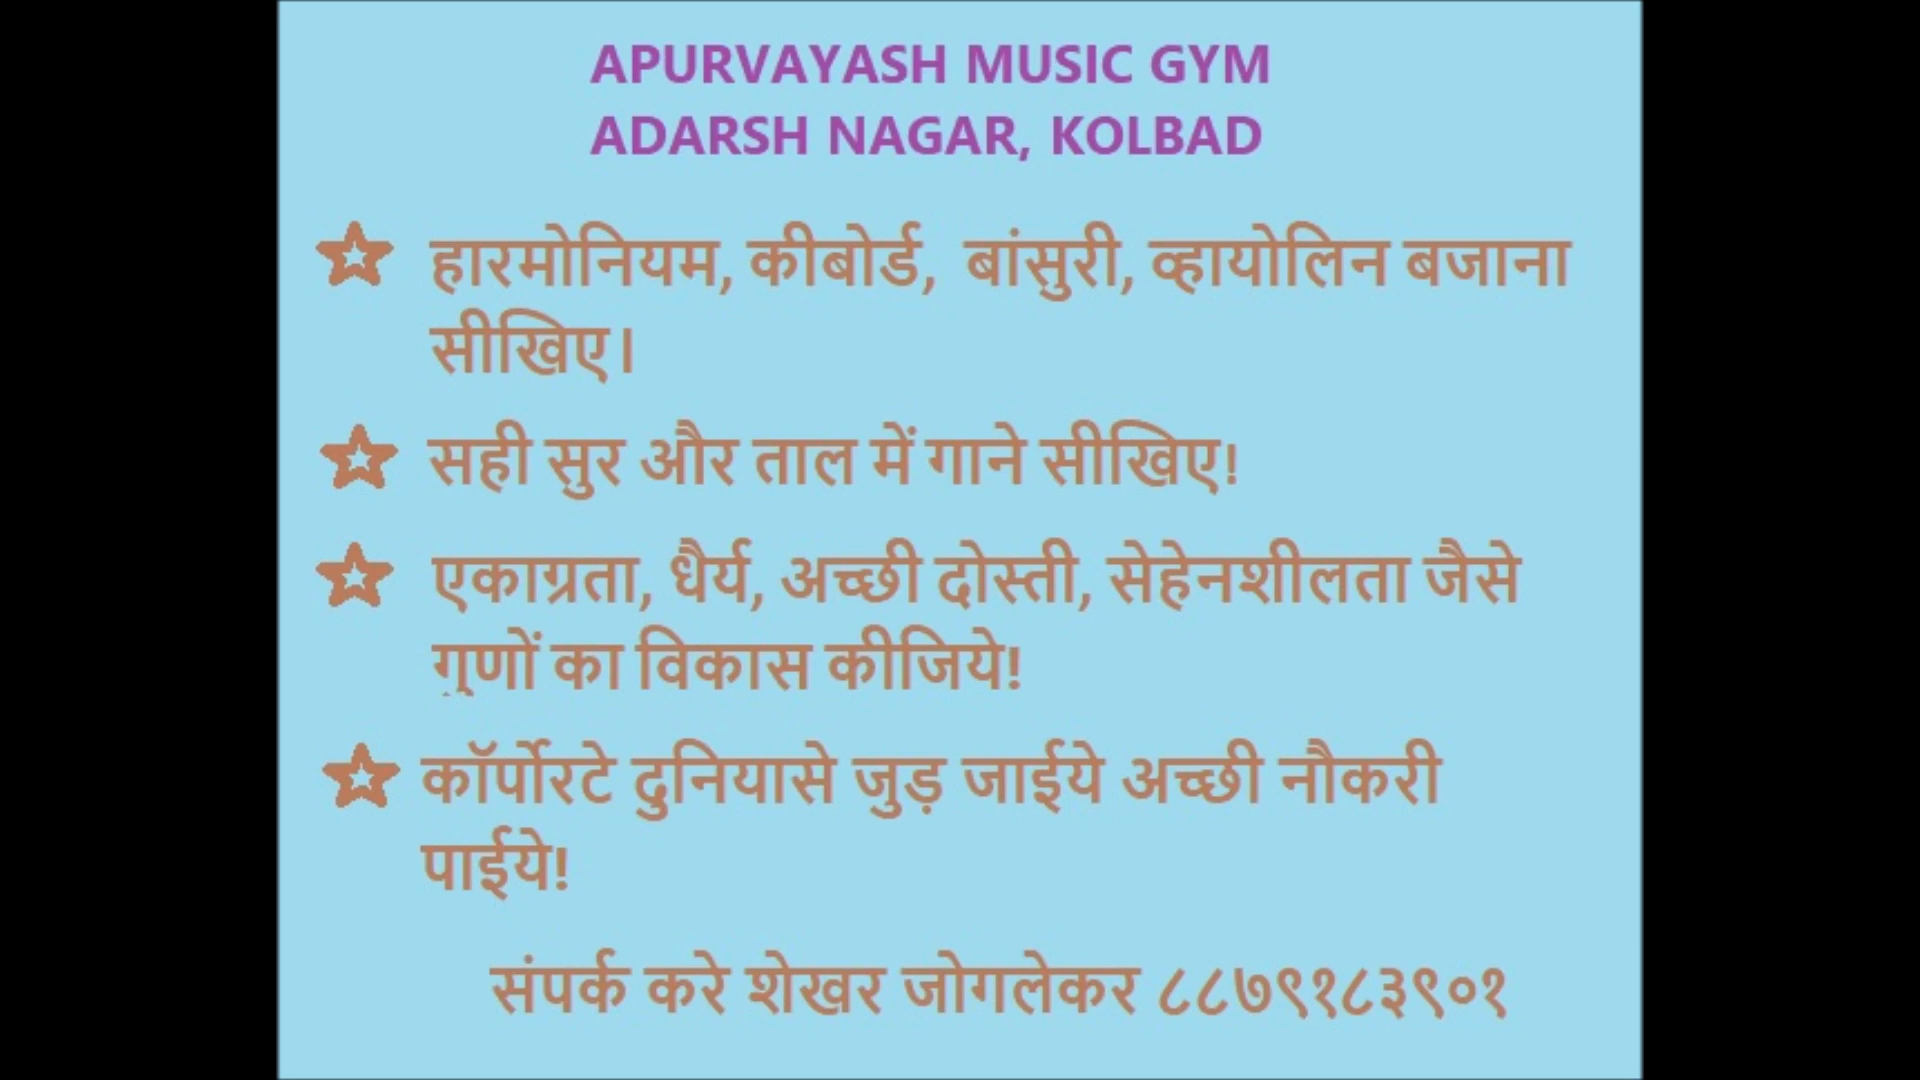 APURVAYASH MUSIC GYM
ADARSH NAGAR, KOLBAD
हारमोनियम, कीबोर्ड, बांसुरी, व्हायोलिन बजाना
सीखिए।
सही सुर और ताल में गाने सीखिए!
एकाग्रता, धैर्य, अच्छी दोस्ती, सेहेनशीलता जैसे
गुणों का विकास कीजिये!
कॉर्पोरटे दुनियासे जुड़ जाईये अच्छी नौकरी
पाईये!
संपर्क करे शेखर जोगलेकर ८८७९१८३९०१